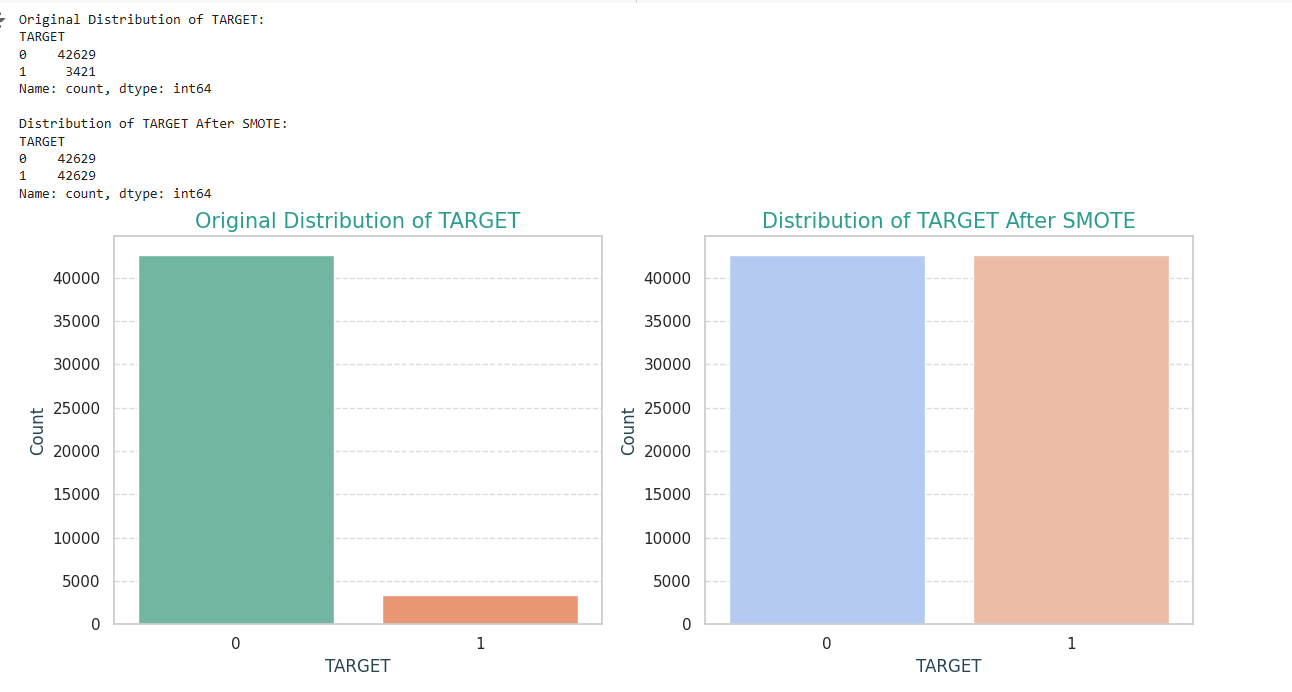 Original Distribution of TARGET:
TARGET
0    42629
1     3421
Name: count, dtype: int64

Distribution of TARGET After SMOTE:
TARGET
0    42629
1    42629
Name: count, dtype: int64
Original Distribution of TARGET
Count
40000
35000
30000
25000
20000
15000
10000
5000
0
0 1
TARGET
Distribution of TARGET After SMOTE
Count
40000
35000
30000
25000
20000
15000
10000
5000
0
0 1
TARGET